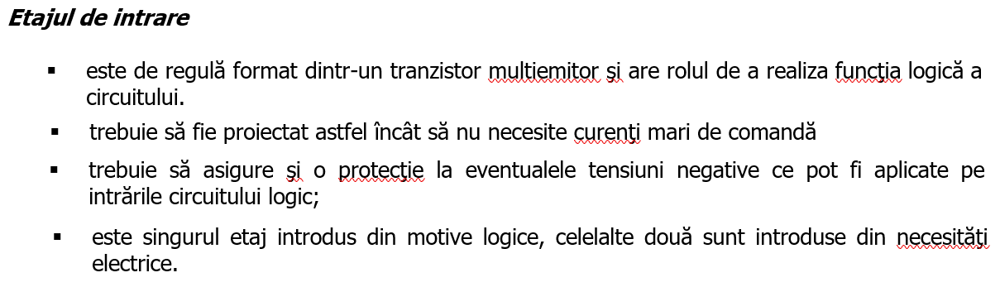 Etajul de intrare
▪ este de regulă format dintr-un tranzistor multiemitor şi are rolul de a realiza funcţia logică a
circuitului.
▪ trebuie să fie proiectat astfel încât să nu necesite curenţi mari de comandă
▪ trebuie să asigure şi o protecţie la eventualele tensiuni negative ce pot fi aplicate pe
intrările circuitului logic;
▪ este singurul etaj introdus din motive logice, celelalte două sunt introduse din necesităţi
electrice.